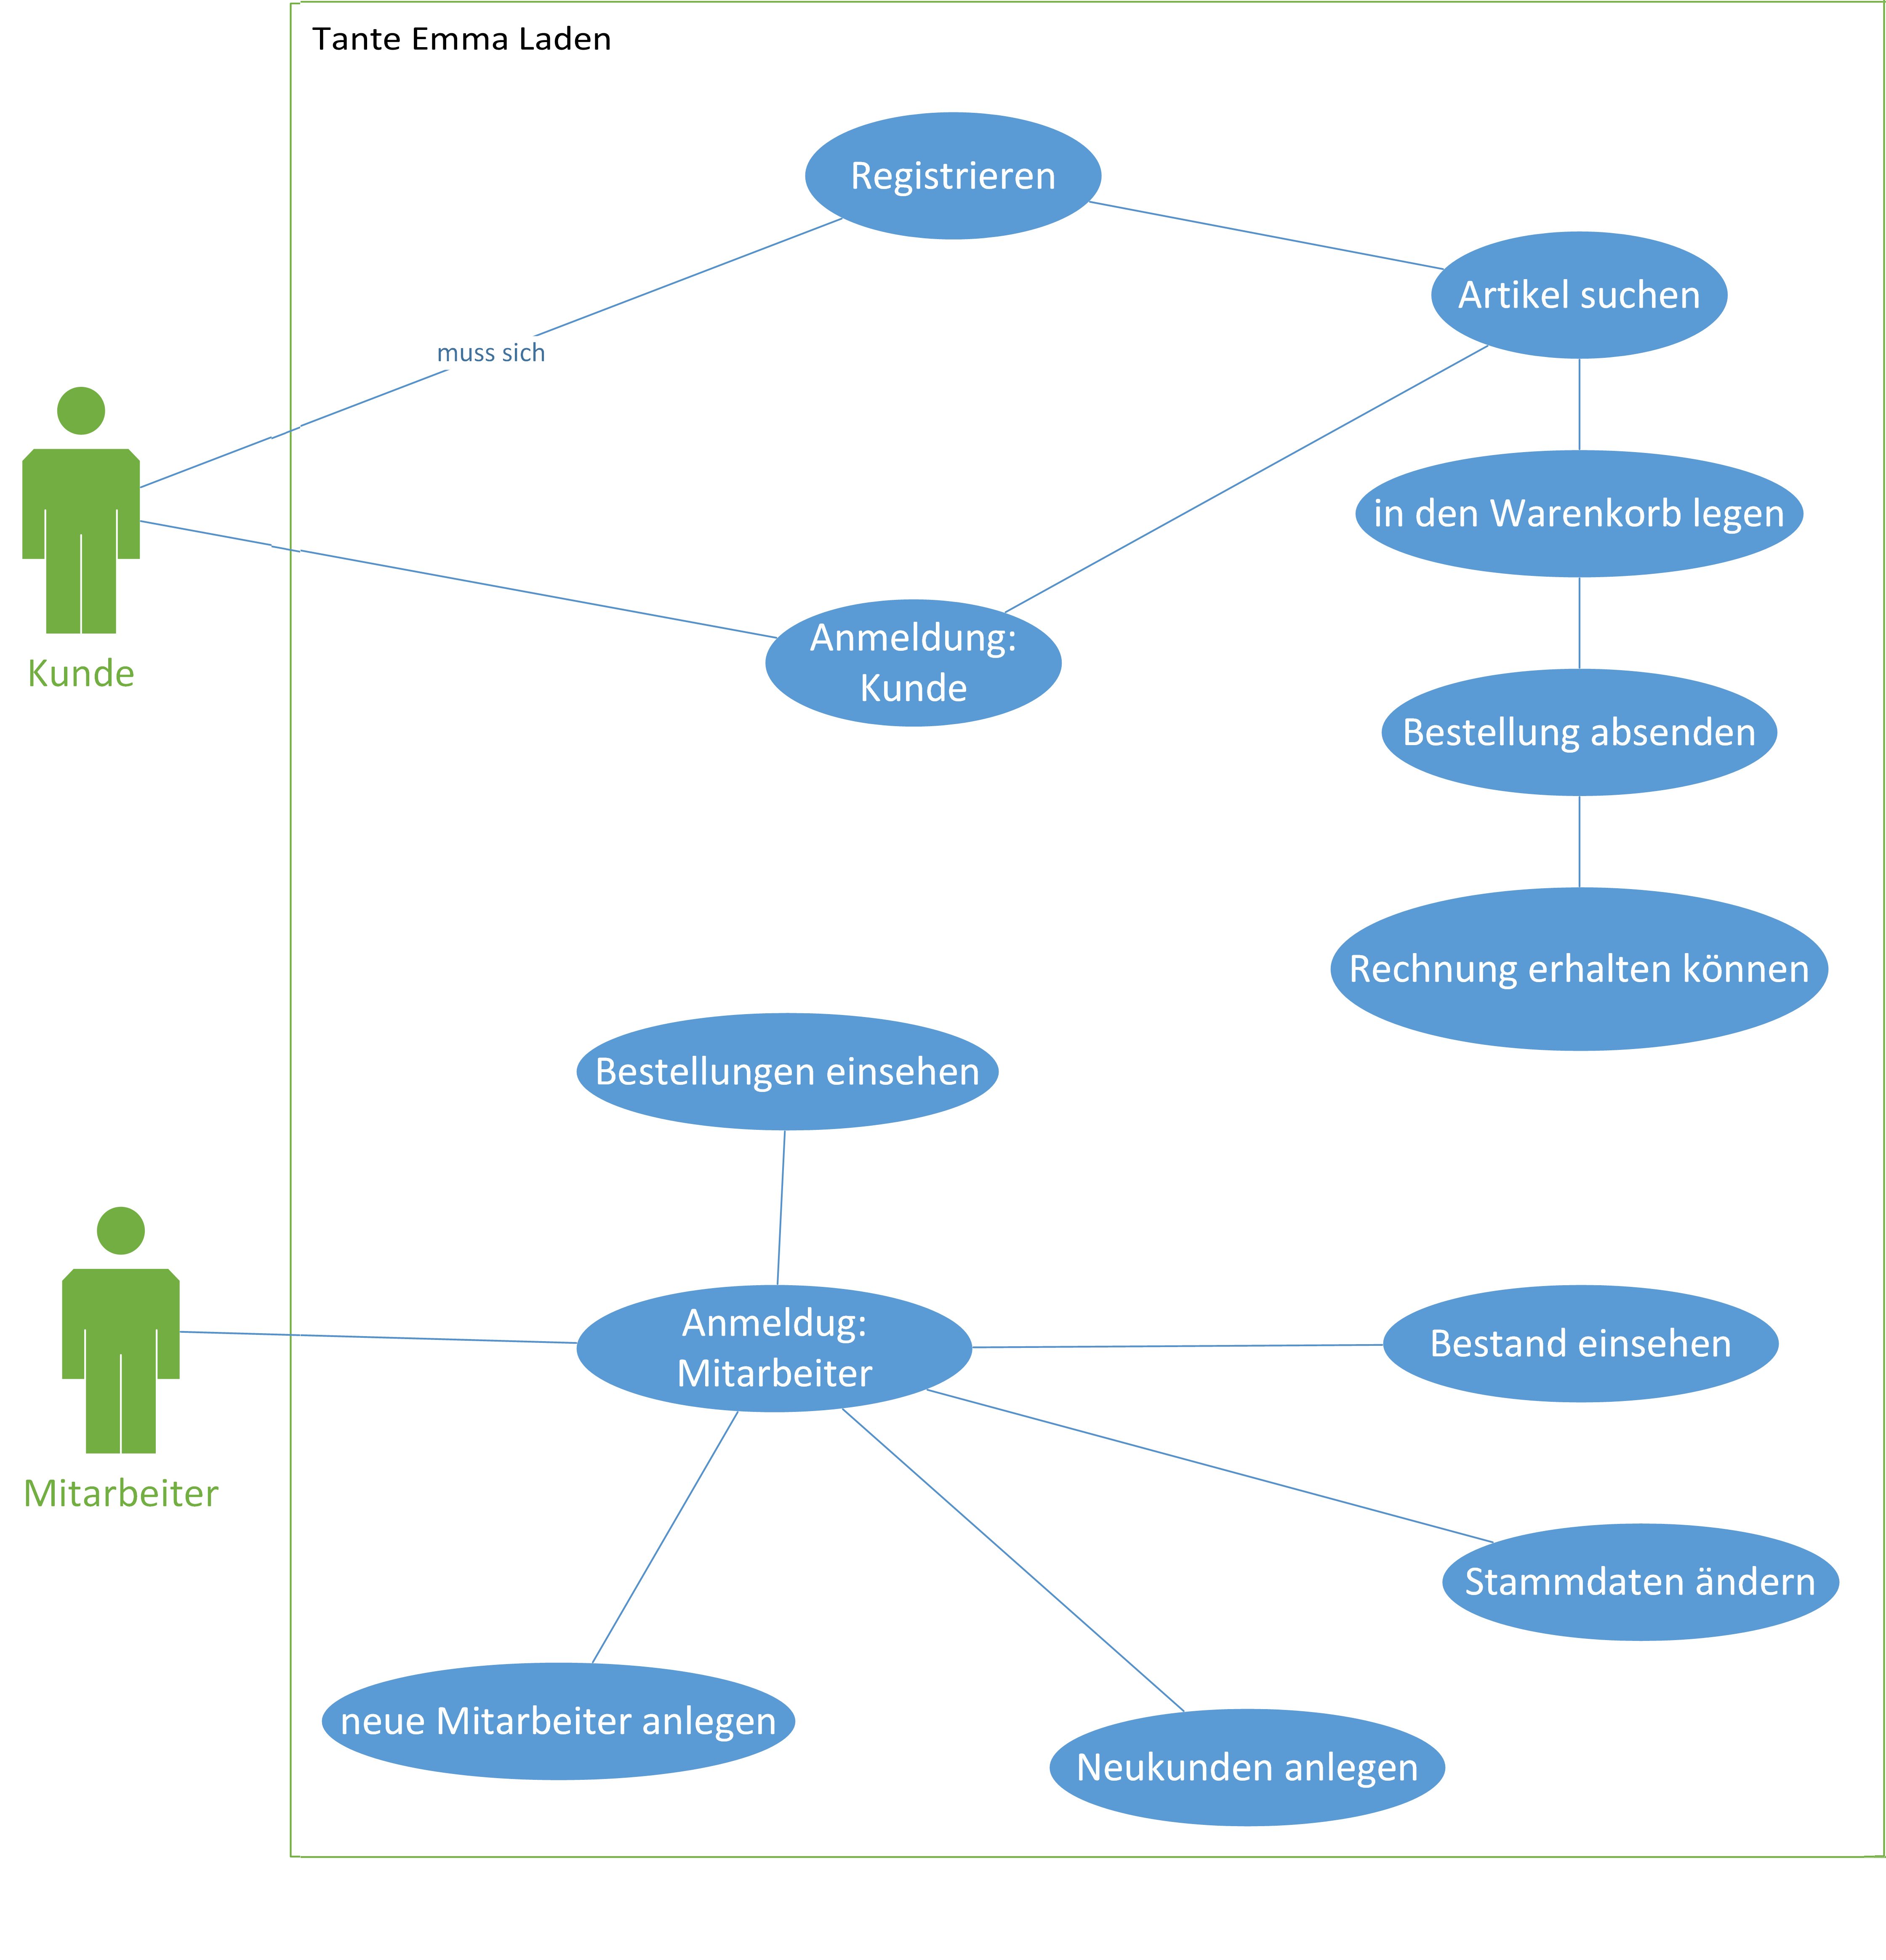 Tante Emma Laden
Registrieren
Artikel suchen
muss sich
in den Warenkorb legen
Anmeldung:
Kunde
Kunde
Bestellung absenden
Rechnung erhalten können
Bestellungen einsehen
Anmeldug:
Mitarbeiter
Bestand einsehen
Mitarbeiter
Stammdaten ändern
neue Mitarbeiter anlegen
Neukunden anlegen